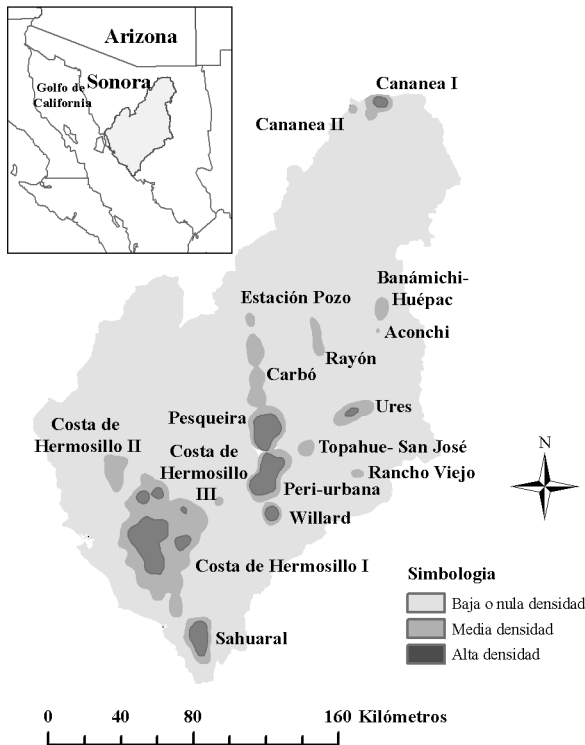 Arizona
Sonora
Golfo de
California
Cananea I
Cananea II
Banámichi-
Huépac
Estación Pozo
Aconchi
Rayón
Carbó
Ures
Pesqueira
Costa de
Hermosillo II
Costa de
Hermosillo
III
Topahue- San José
Rancho Viejo
Peri-urbana
Willard
Costa de Hermosillo I
Sahuaral
N
Simbologia
Baja o nula densidad
Media densidad
Alta densidad
0 40 80 160 Kilómetros